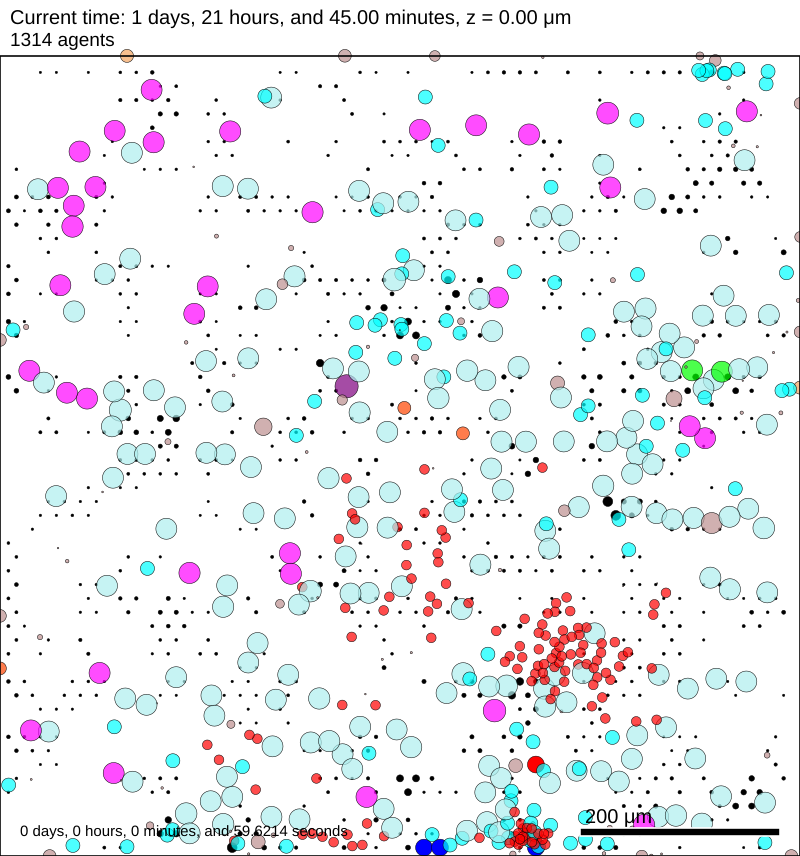 Current time: 1 days, 21 hours, and 45.00 minutes, z = 0.00 μm
1314 agents
200 μm
0 days, 0 hours, 0 minutes, and 59.6214 seconds